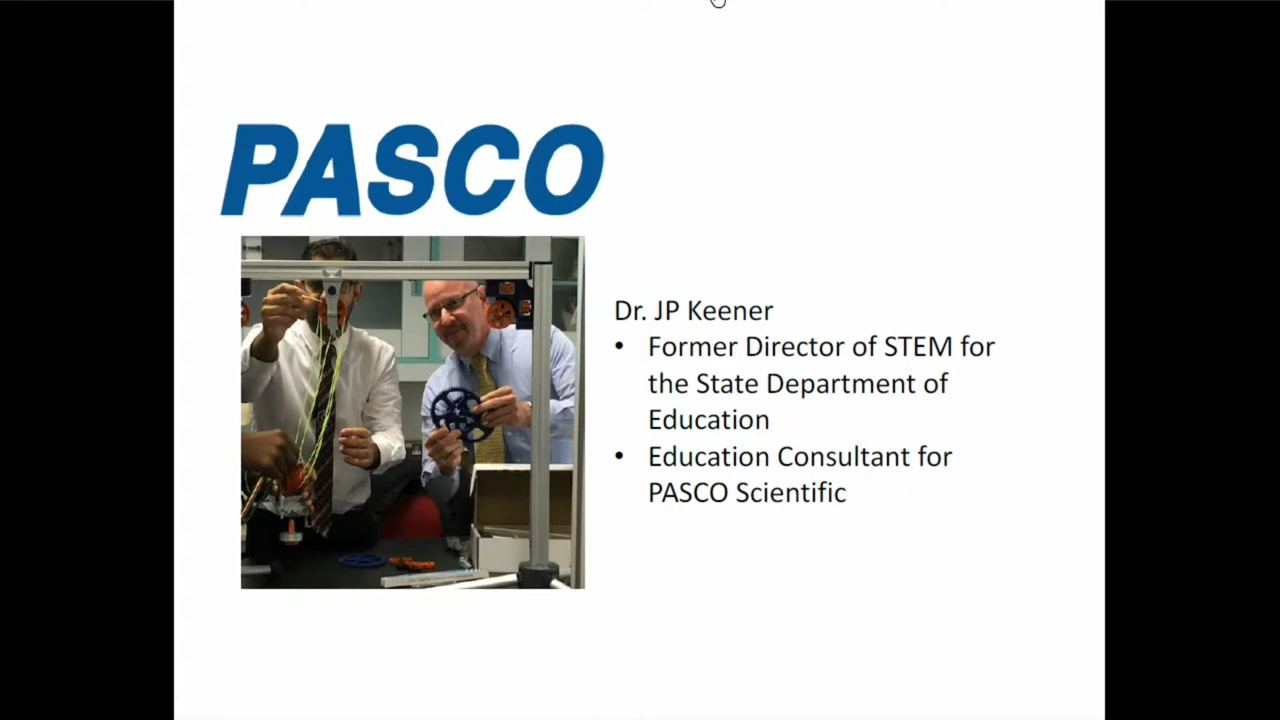 PASCO
Dr. JP Keener
• Former Director of STEM for
the State Department of
Education
• Education Consultant for
PASCO Scientific